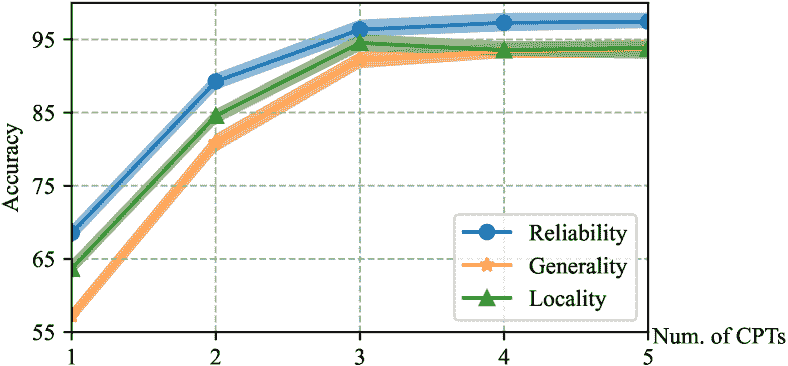 95
85
75
65
55
Accuracy
Reliability
Generality
Locality
1 2 3 4 5
Num. of CPTs